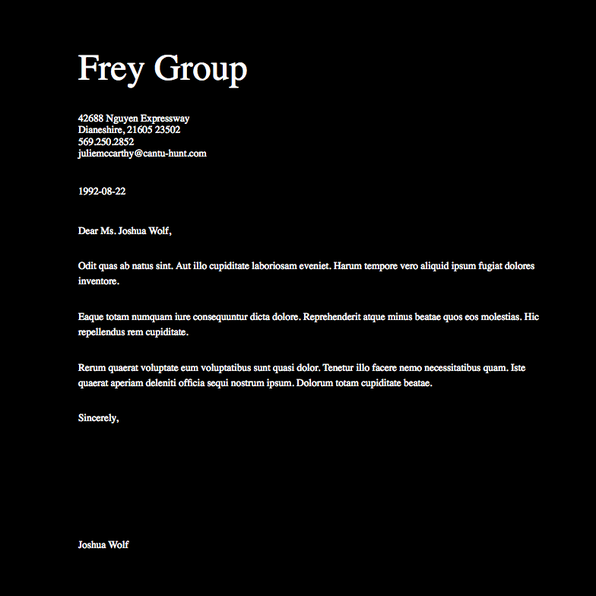 Frey Group
42688 Nguyen Expressway
Dianeshire, 21605 23502
569.250.2852
juliemccarthy@cantu-hunt.com
1992-08-22
Dear Ms. Joshua Wolf,
Odit quas ab natus sint. Aut illo cupiditate laboriosam eveniet. Harum tempore vero aliquid ipsum fugiat dolores
inventore.
Eaque totam numquam iure consequuntur dicta dolore. Reprehenderit atque minus beatae quos eos molestias. Hic
repellendus rem cupiditate.
Rerum quaerat voluptate eum voluptatibus sunt quasi dolor. Tenetur illo facere nemo necessitatibus quam. Iste
quaerat aperiam deleniti officia sequi nostrum ipsum. Dolorum totam cupiditate beatae.
Sincerely,
Joshua Wolf